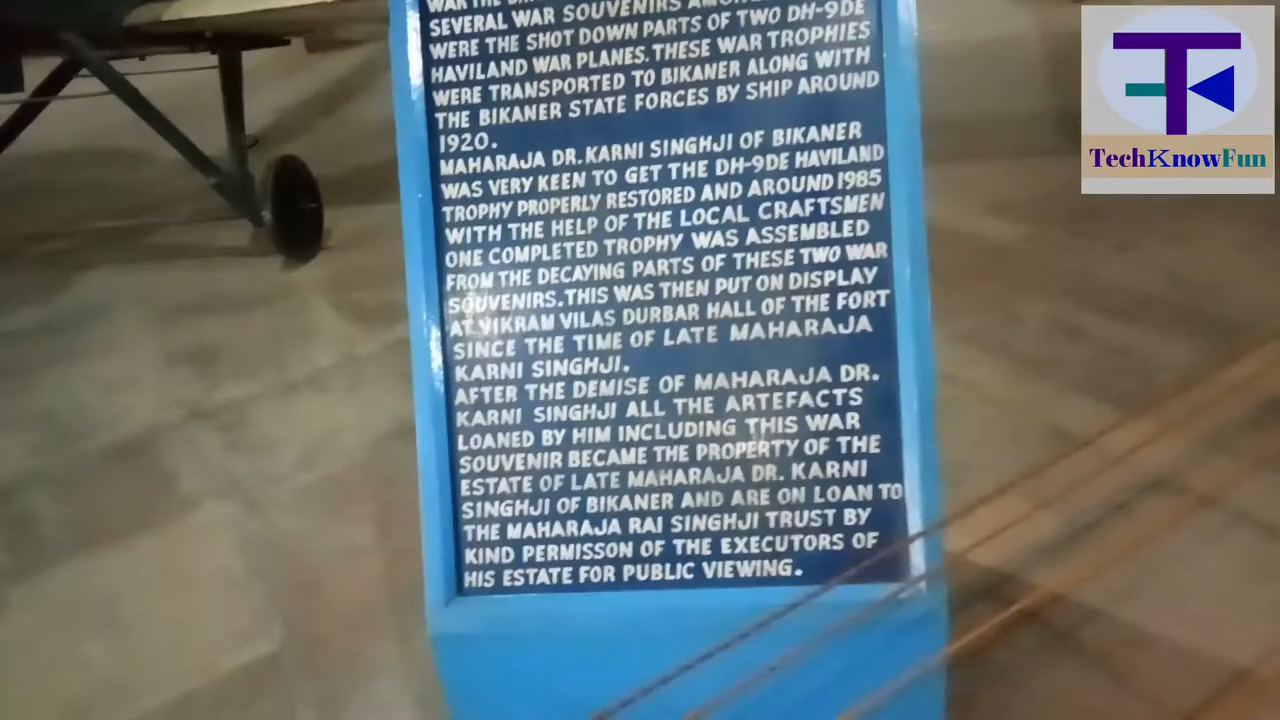 SEVERAL WAR SOUVENIRS
WERE THE SHOT DOWN PARTS OF TWO DH-9DE
HAVILAND WAR PLANES. THESE WAR TROPHIES
WERE TRANSPORTED TO BIKANER ALONG WITH
THE BIKANER STATE FORCES BY SHIP AROUND
1920.
MAHARAJA DR. KARNI SINGHJI OF BIKANER
WAS VERY KEEN TO GET THE DH-9DE HAVILAND
TROPHY PROPERLY RESTORED AND AROUND 1985
WITH THE HELP OF THE LOCAL CRAFTSMEN
ONE COMPLETED TROPHY WAS ASSEMBLED
FROM THE DECAYING PARTS OF THESE TWO WAR
SOUVENIRS. THIS WAS THEN PUT ON DISPLAY
AT VIKRAM VILAS DURBAR HALL OF THE FORT
SINCE THE TIME OF LATE MAHARAJA
KARNI SINGHJI.
AFTER THE DEMISE OF MAHARAJA DR.
KARNI SINGHJI ALL THE ARTEFACTS
LOANED BY HIM INCLUDING THIS WAR
SOUVENIR BECAME THE PROPERTY OF THE
ESTATE OF LATE MAHARAJA DR. KARNI
SINGHJI OF BIKANER AND ARE ON LOAN TO
THE MAHARAJA RAI SINGHJI TRUST BY
KIND PERMISSON OF THE EXECUTORS OF
HIS ESTATE FOR PUBLIC VIEWING.
TechKnowFun